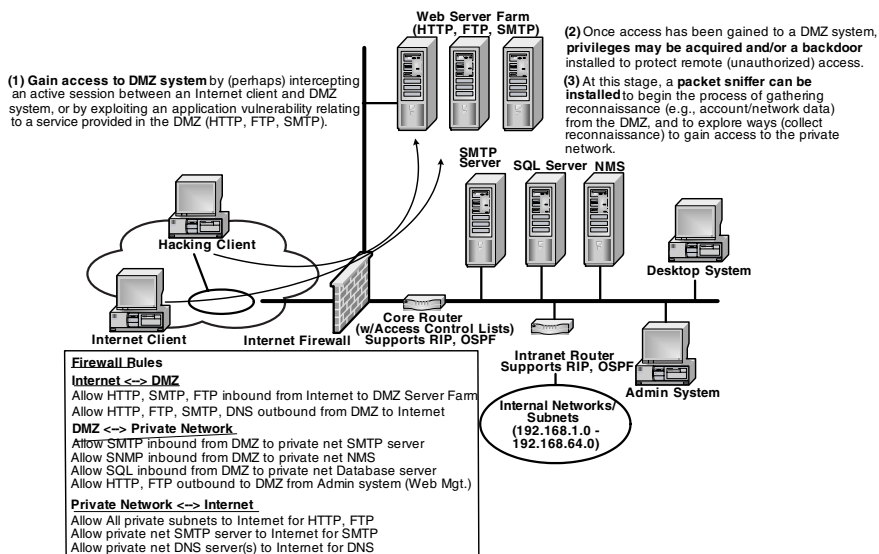 Web Server Farm
(HTTP, FTP, SMTP)
(1) Gain access to DMZ system by (perhaps) intercepting
an active session between an Internet client and DMZ
system, or by exploiting an application vulnerability relating
to a service provided in the DMZ (HTTP, FTP, SMTP).
(2) Once access has been gained to a DMZ system,
privileges may be acquired and/or a backdoor
installed to protect remote (unauthorized) access.
(3) At this stage, a packet sniffer can be
installed to begin the process of gathering
reconnaissance (e.g., account/network data)
from the DMZ, and to explore ways (collect
reconnaissance) to gain access to the private
network.
SMTP
Server
SQL Server
NMS
Hacking Client
Desktop System
Internet Client
Internet Firewall
Core Router
(w/Access Control Lists)
Supports RIP, OSPF
Intranet Router
Supports RIP, OSPF
Admin System
Internal Networks/
Subnets
(192.168.1.0 -
192.168.64.0)
Firewall Rules
Internet <--> DMZ
Allow HTTP, SMTP, FTP inbound from Internet to DMZ Server Farm
Allow HTTP, FTP, SMTP, DNS outbound from DMZ to Internet
DMZ <--> Private Network
Allow SMTP inbound from DMZ to private net SMTP server
Allow SNMP inbound from DMZ to private net NMS
Allow SQL inbound from DMZ to private net Database server
Allow HTTP, FTP outbound to DMZ from Admin system (Web Mgt.)
Private Network <--> Internet
Allow All private subnets to Internet for HTTP, FTP
Allow private net SMTP server to Internet for SMTP
Allow private net DNS server(s) to Internet for DNS